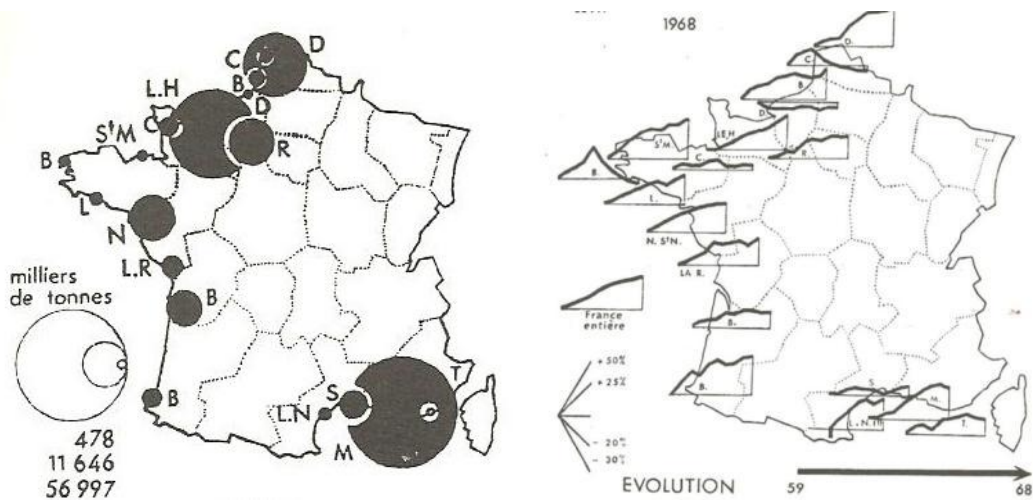 1968
D
C
B
D
L.H
C
R
StM
B
L
N
L.R
B
B
L.N
S
M
T
milliers
de tonnes
478
11 646
56 997
D.
C.
B
D.
LE.H
R.
StM
C.
B.
L.
N. StN.
LA R.
France
entière
B.
B.
S
M.
T.
+50%
+25%
-20%
-30%
EVOLUTION
59
68